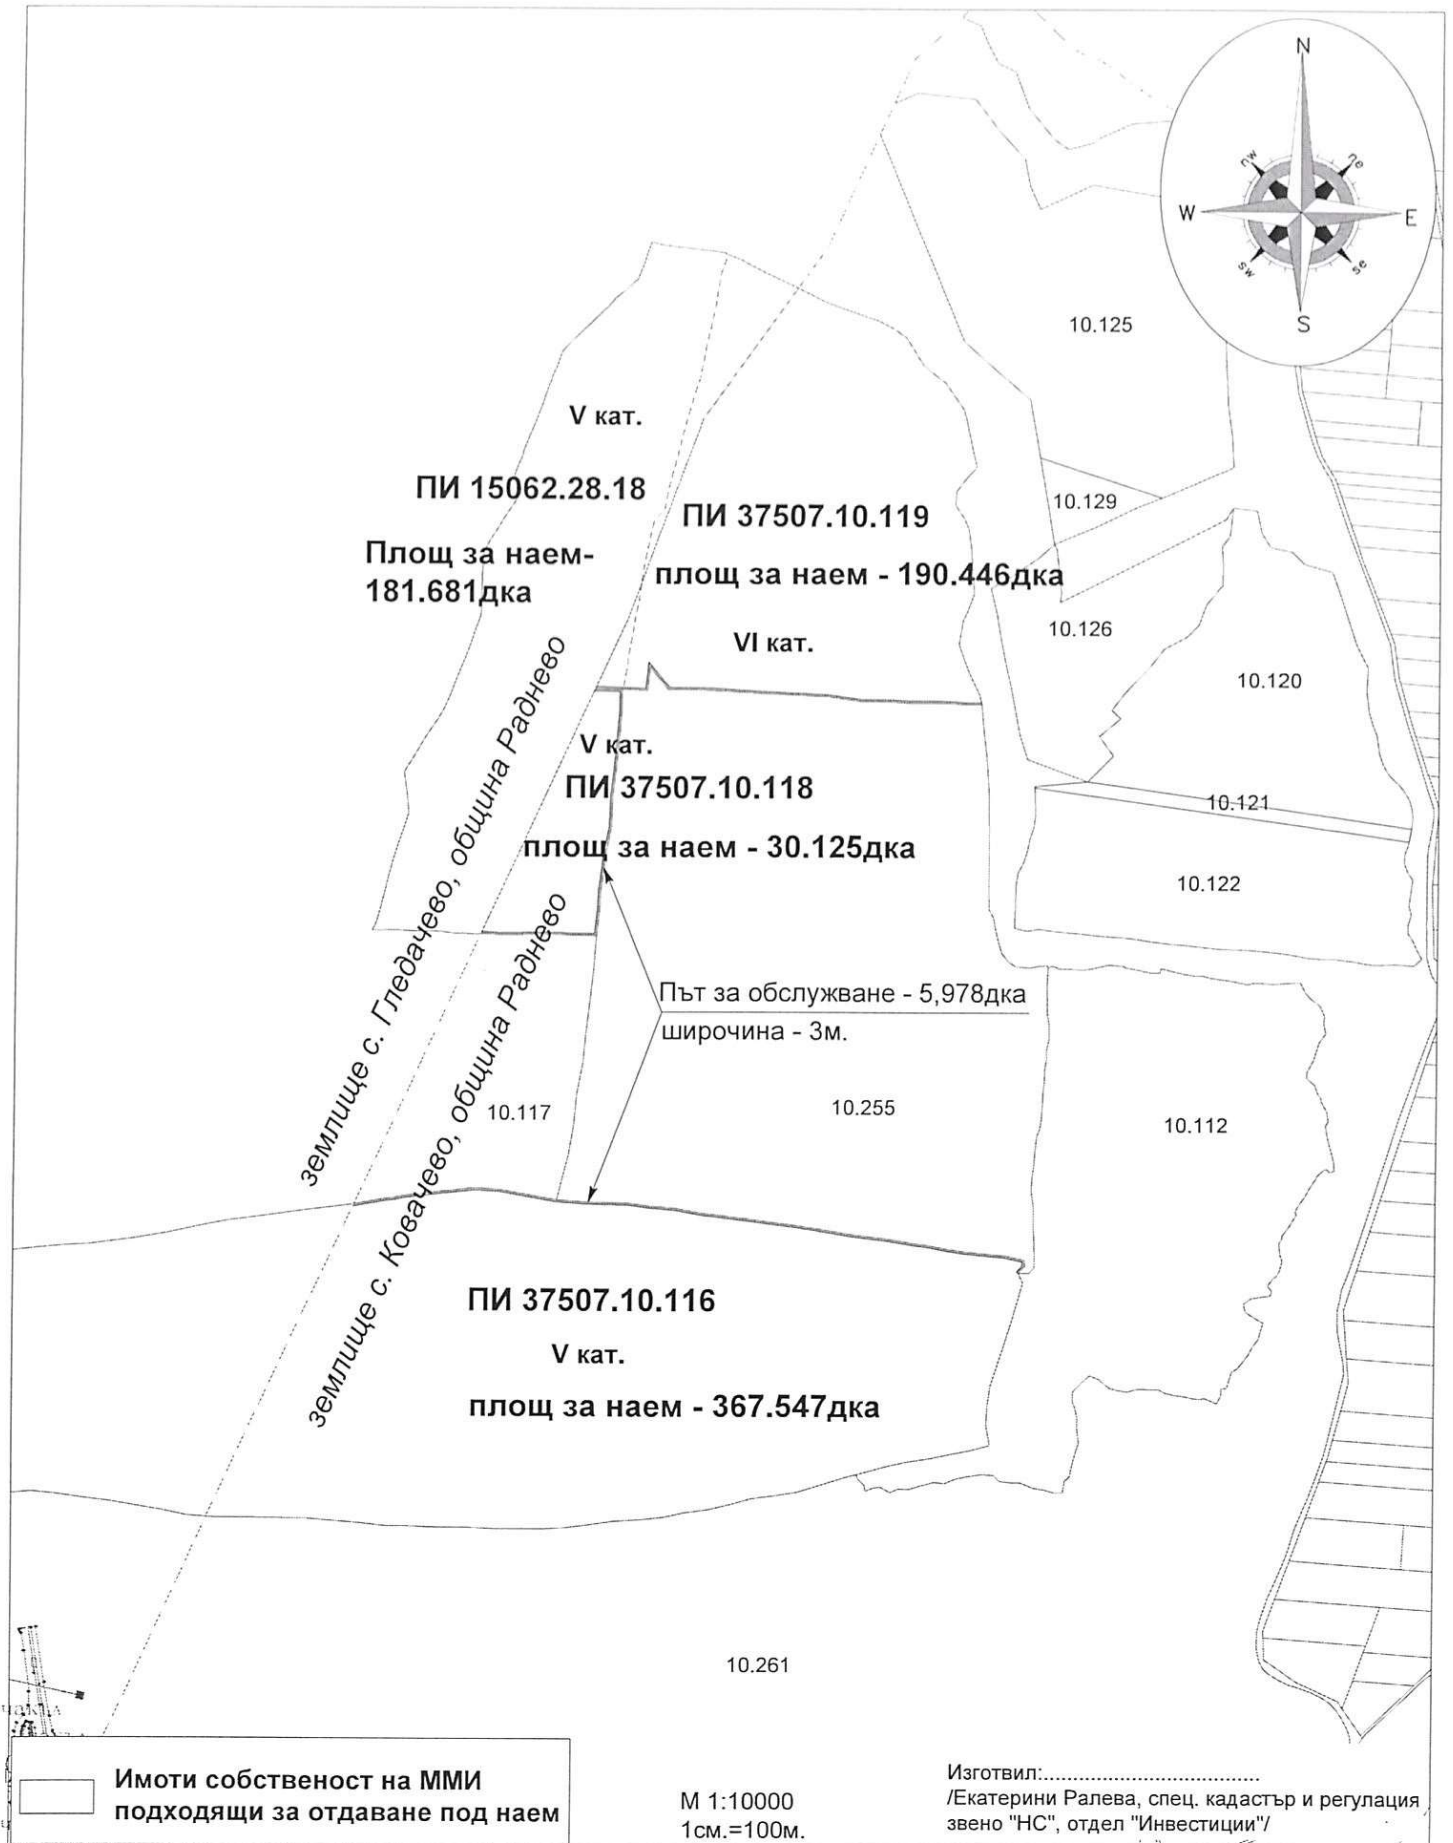 N
nw
ne
W
E
sw
se
S
10.125
V кат.
ПИ 15062.28.18
10.129
ПИ 37507.10.119
Площ за наем-
181.681дка
площ за наем - 190.446дка
10.126
VI кат.
10.120
землище с. Гледачево, община Раднево
V кат.
ПИ 37507.10.118
10.121
площ за наем - 30.125дка
10.122
землище с. Ковачево, община Раднево
Път за обслужване - 5,978дка
широчина - 3м.
10.117
10.255
10.112
ПИ 37507.10.116
V кат.
площ за наем - 367.547дка
10.261
Имоти собственост на ММИ
подходящи за отдаване под наем
М 1:10000
1см.=100м.
Изготвил:.................................
/Екатерини Ралева, спец. кадастър и регулация
звено "НС", отдел "Инвестиции"/